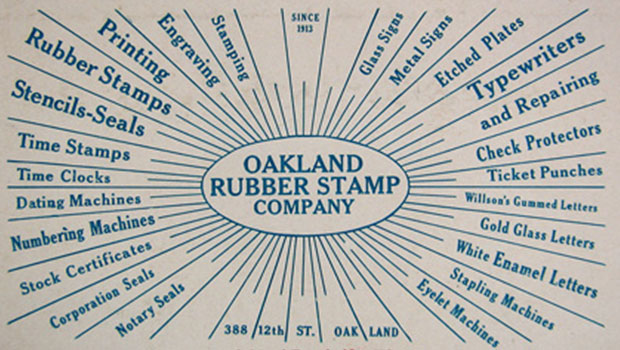 SINCE
1913
Stamping
Engraving
Printing
Rubber Stamps
Stencils-Seals
Time Stamps
Time Clocks
Dating Machines
Numbering Machines
Stock Certificates
Corporation Seals
Notary Seals
OAKLAND
RUBBER STAMP
COMPANY
Glass Signs
Metal Signs
Etched Plates
Typewriters
and Repairing
Check Protectors
Ticket Punches
Willson's Gummed Letters
Gold Glass Letters
White Enamel Letters
Stapling Machines
Eyelet Machines
388 12th ST. OAKLAND